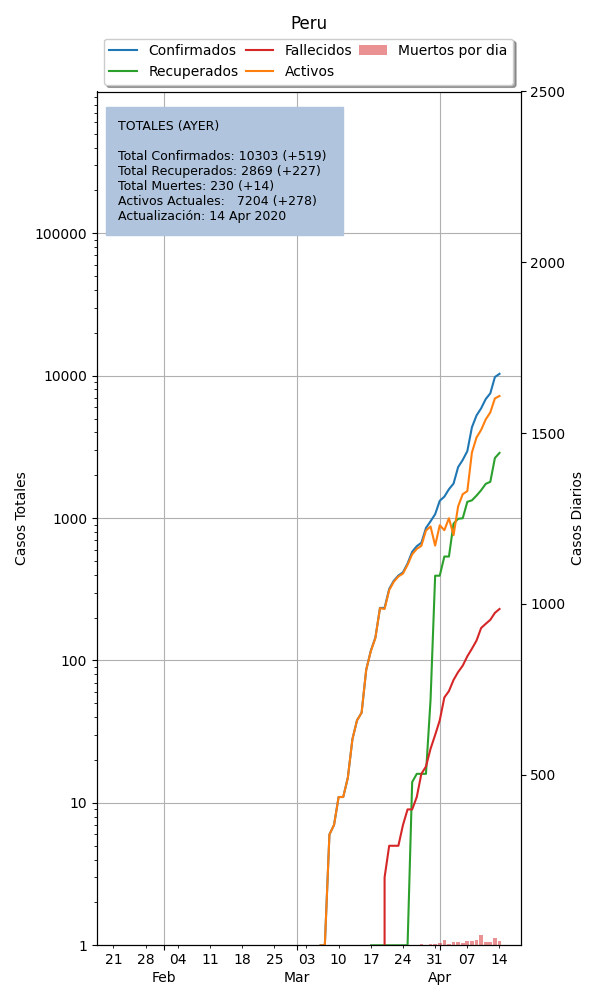 Peru
Confirmados
Recuperados
Fallecidos
Activos
Muertos por dia
TOTALES (AYER)
Total Confirmados: 10303 (+519)
Total Recuperados: 2869 (+227)
Total Muertes: 230 (+14)
Activos Actuales:   7204 (+278)
Actualización: 14 Apr 2020
Casos Totales
100000
10000
1000
100
10
1
2500
2000
1500
1000
500
Casos Diarios
21 28 04 11 18 25 03 10 17 24 31 07 14
Feb Mar Apr